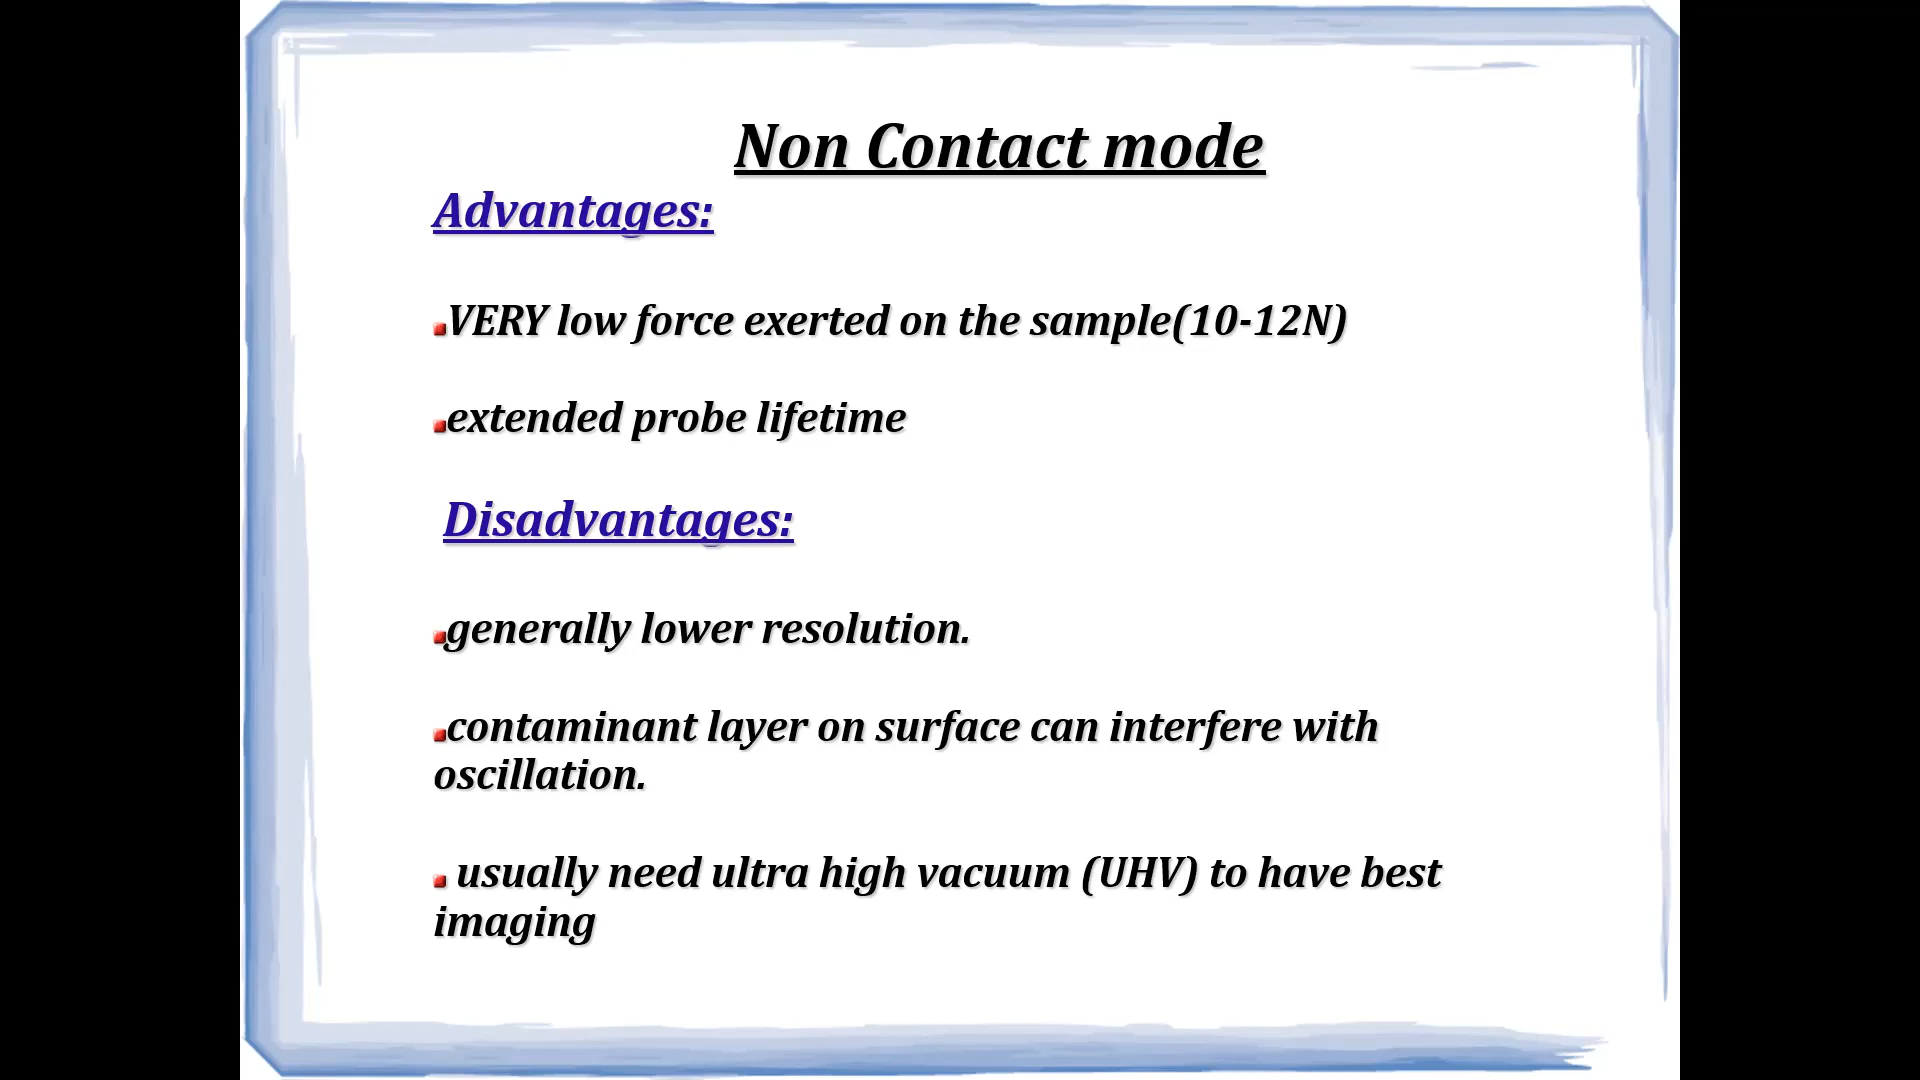 Non Contact mode
Advantages:
VERY low force exerted on the sample(10-12N)
extended probe lifetime
Disadvantages:
generally lower resolution.
contaminant layer on surface can interfere with
oscillation.
usually need ultra high vacuum (UHV) to have best
imaging